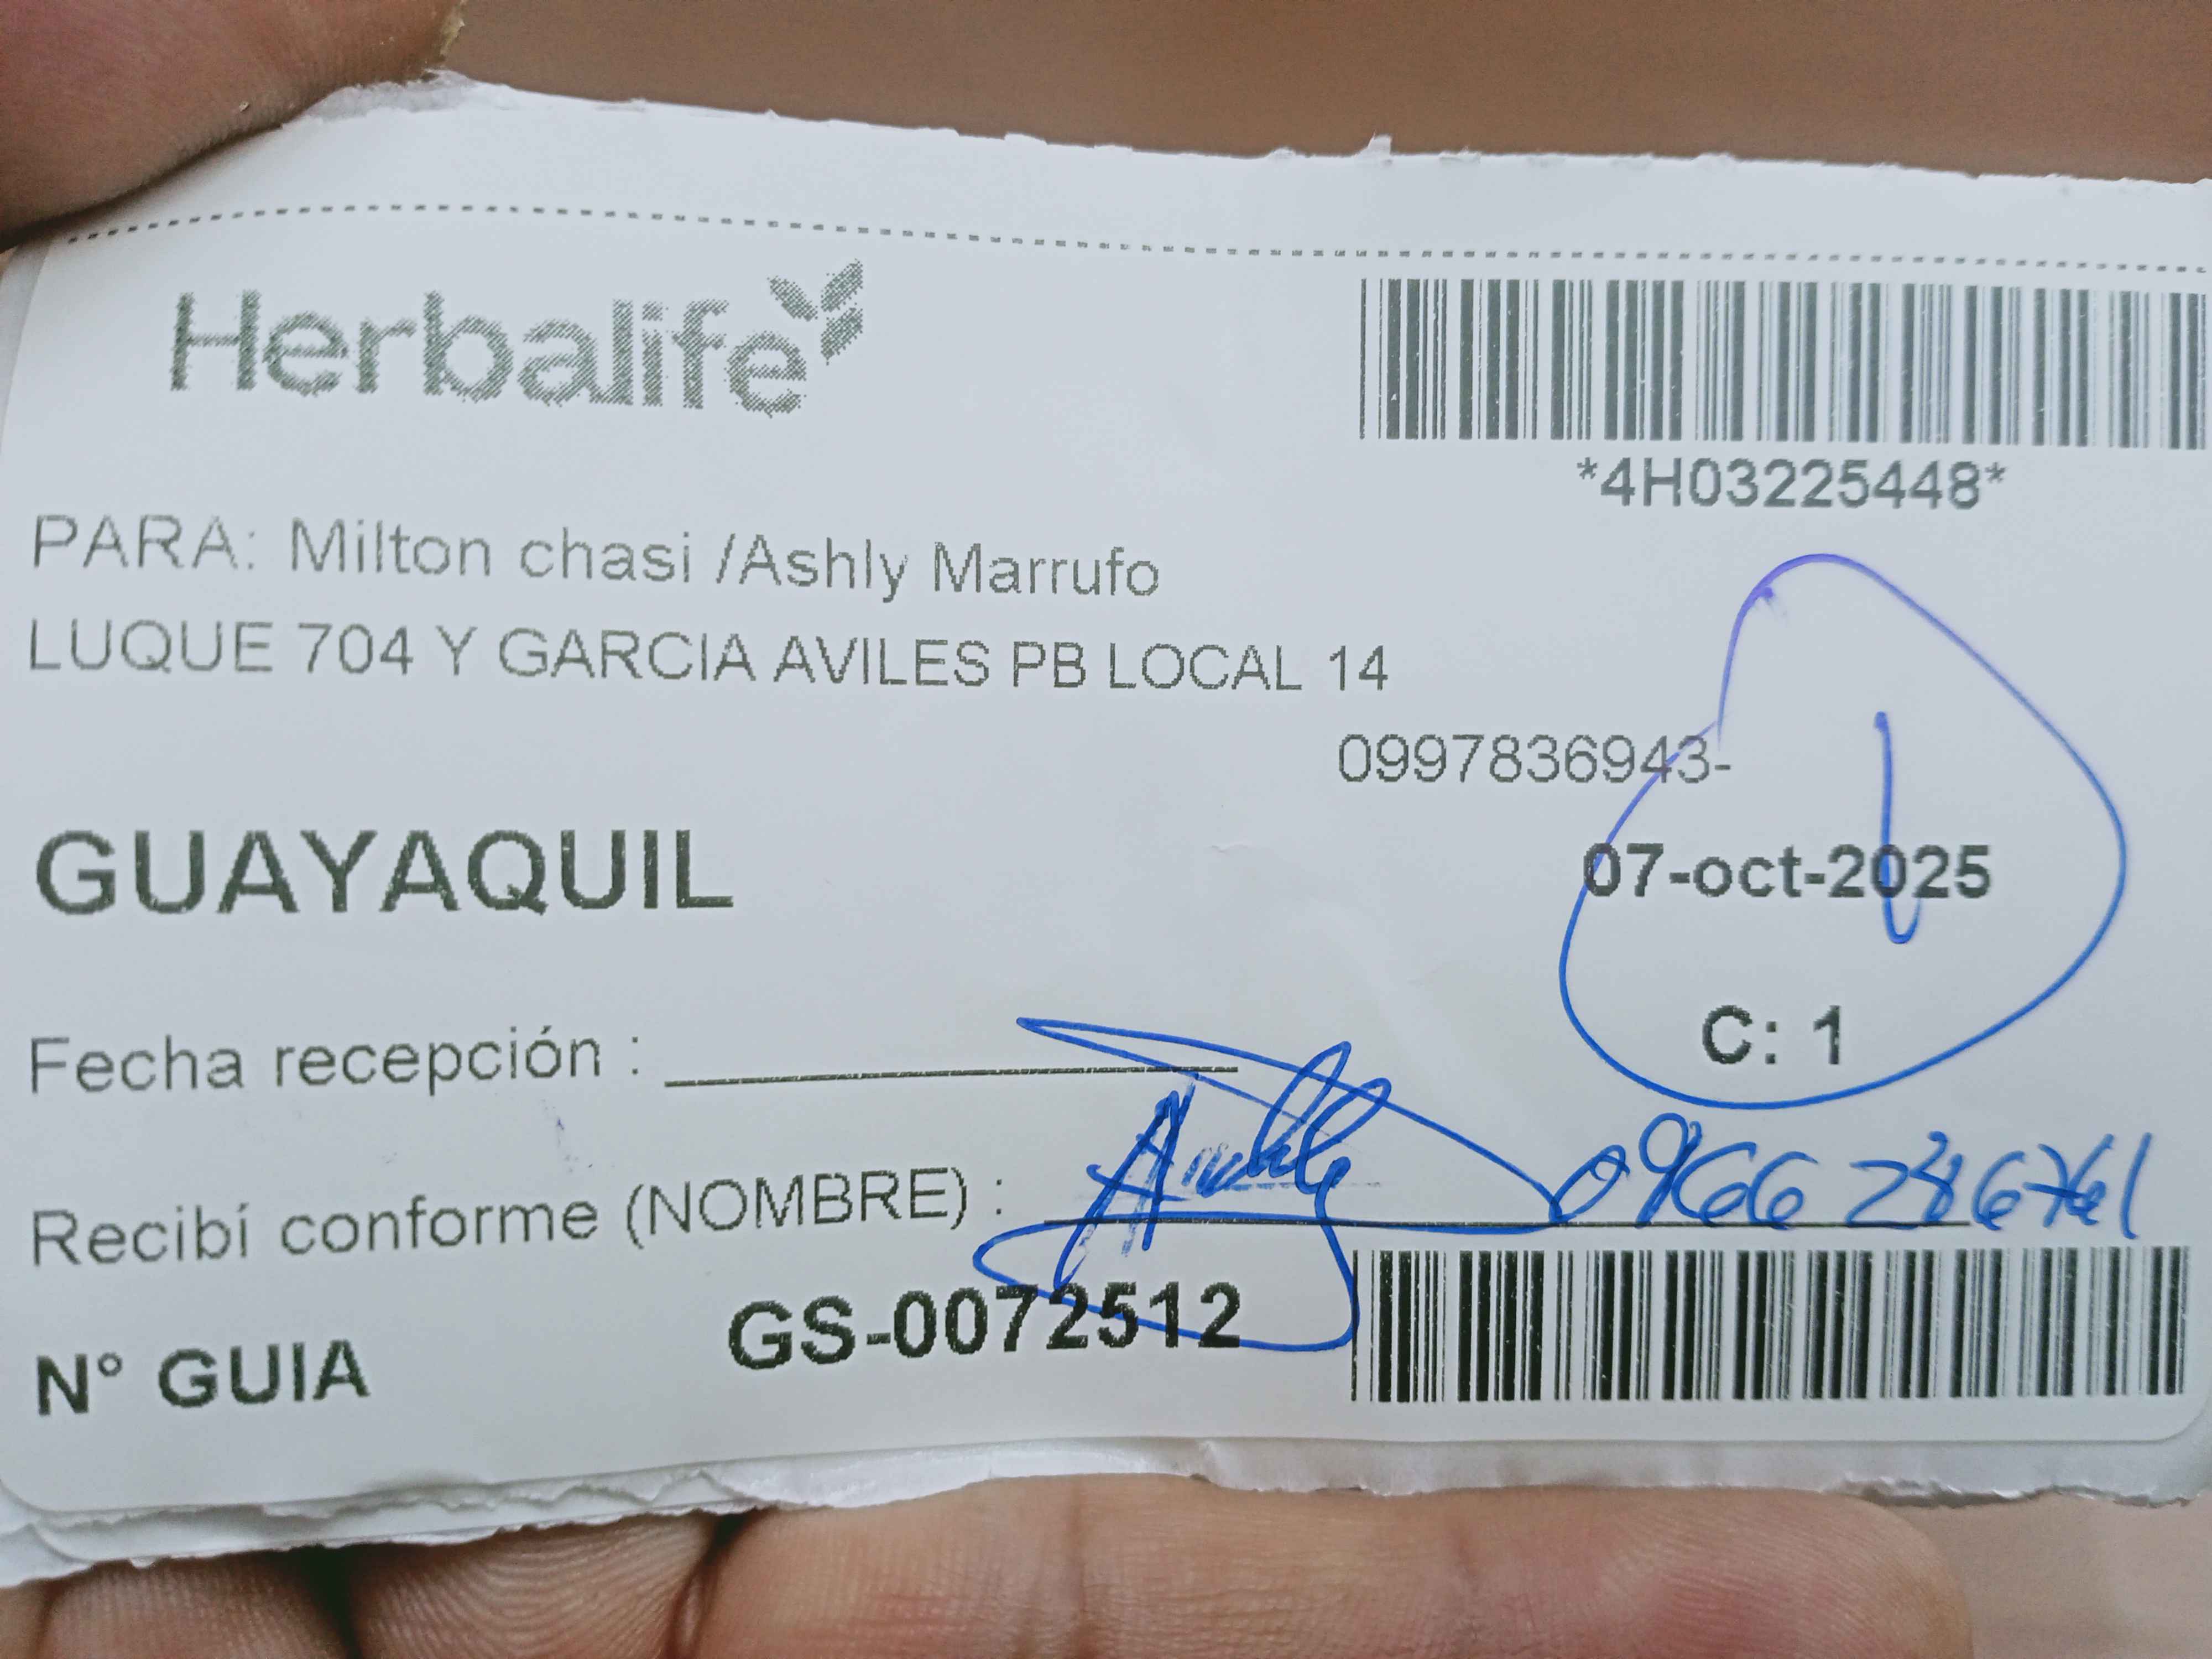 Herbalife
*4H03225448*
PARA: Milton chasi /Ashly Marrufo
LUQUE 704 Y GARCIA AVILES PB LOCAL 14
0997836943-
GUAYAQUIL
07-oct-2025
C: 1
Fecha recepción :
Recibí conforme (NOMBRE) :
N° GUIA GS-0072512